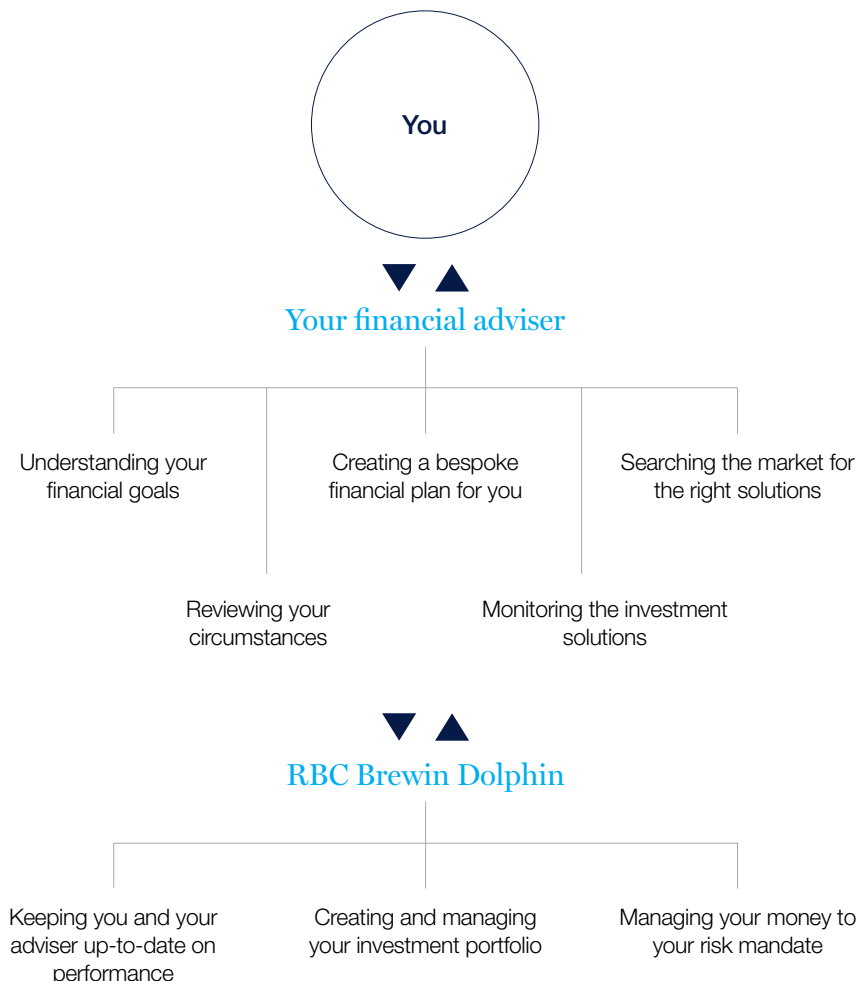 You
Your financial adviser
Understanding your
financial goals
Creating a bespoke
financial plan for you
Searching the market for
the right solutions
Reviewing your
circumstances
Monitoring the investment
solutions
RBC Brewin Dolphin
Keeping you and your
adviser up-to-date on
performance
Creating and managing
your investment portfolio
Managing your money to
your risk mandate